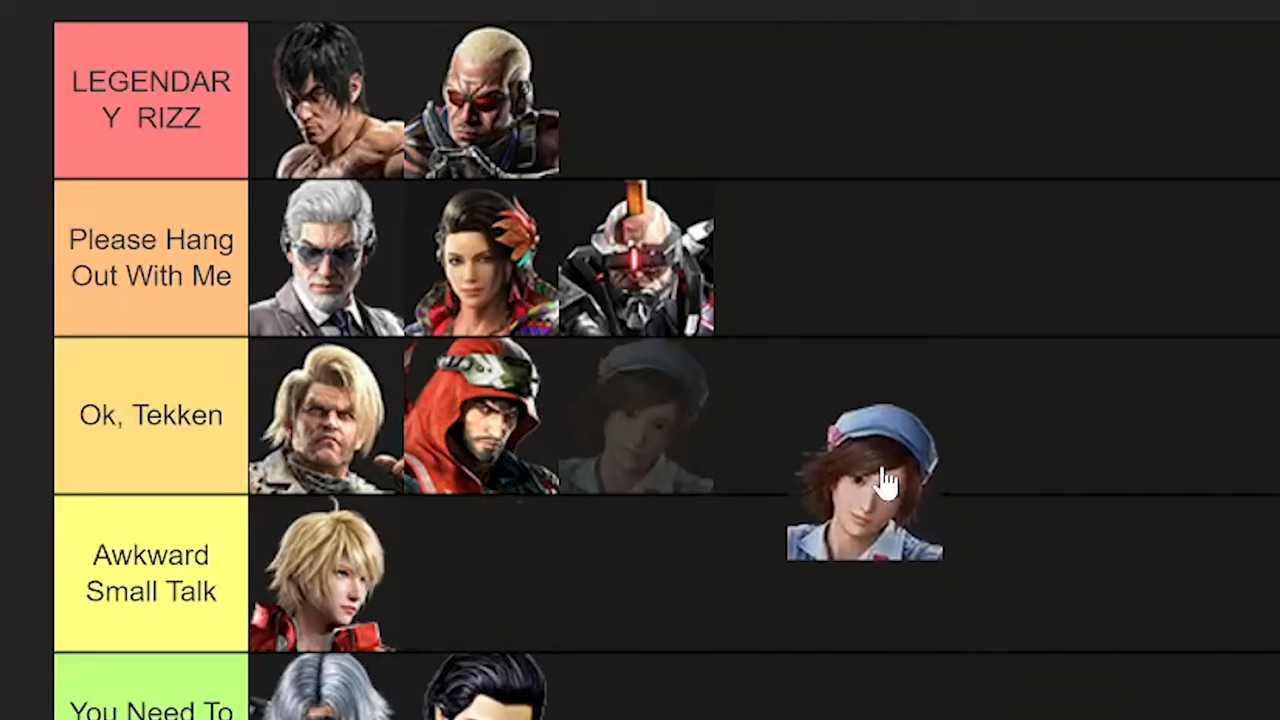 LEGENDAR
Y RIZZ
Please Hang
Out With Me
Ok, Tekken
Awkward
Small Talk
You Need To